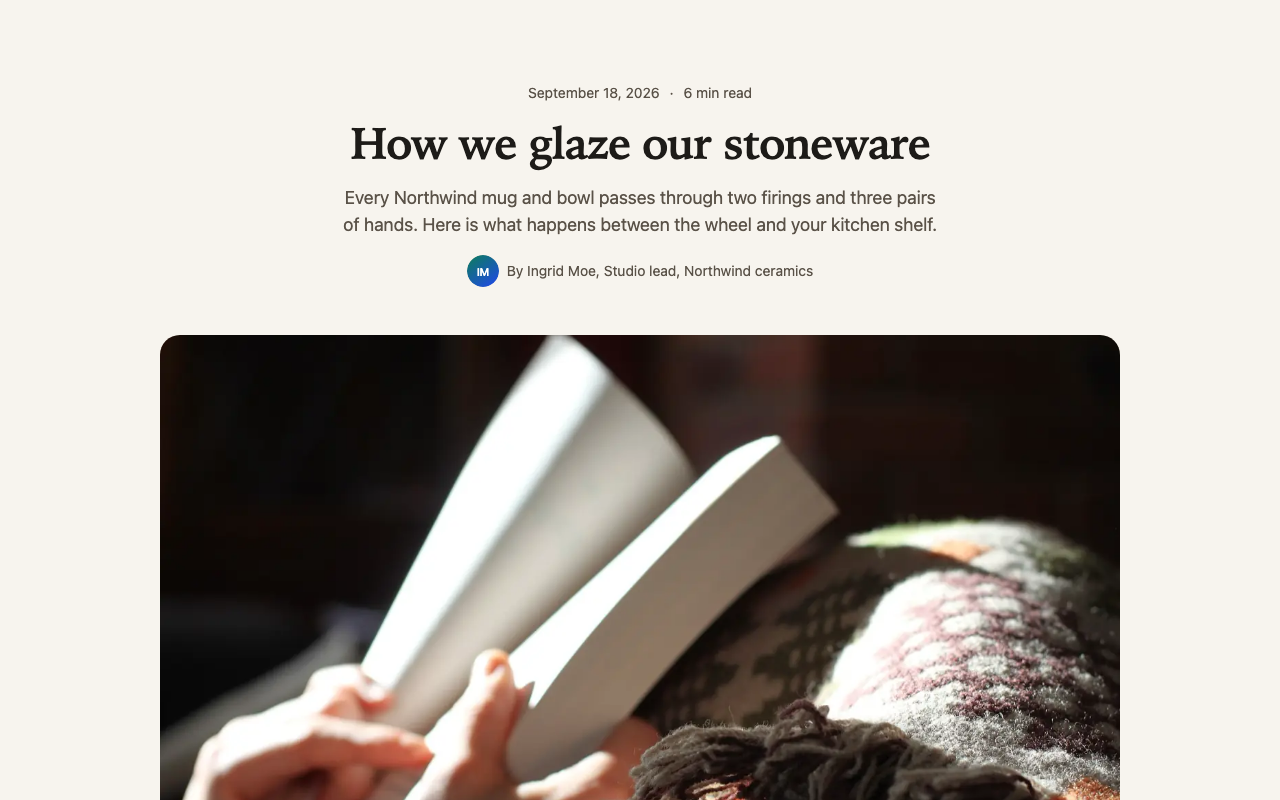 September 18, 2026 · 6 min read
How we glaze our stoneware
Every Northwind mug and bowl passes through two firings and three pairs
of hands. Here is what happens between the wheel and your kitchen shelf.
IM By Ingrid Moe, Studio lead, Northwind ceramics